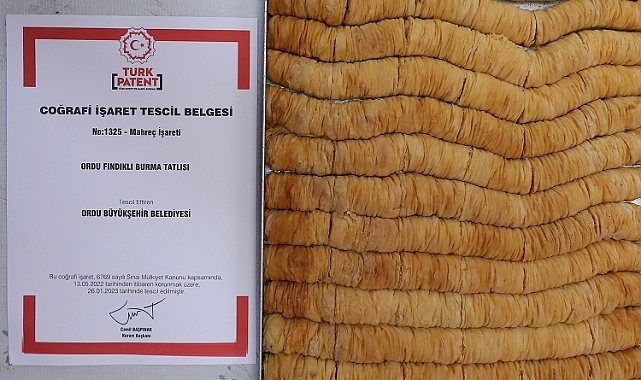 TÜRK
PATENT
COĞRAFİ İŞARET TESCİL BELGESİ
No:1325 - Mahreç İşareti
ORDU FINDIKLI BURMA TATLISI
Tescil Ettiren
ORDU BÜYÜKŞEHİR BELEDİYESİ
Bu coğrafi işaret, 6769 sayılı Sınai Mülkiyet Kanunu kapsamında,
13.05.2022 tarihinden itibaren korunmak üzere,
26.01.2023 tarihinde tescil edilmiştir.
Cemil BAŞPINAR
Kurum Başkanı